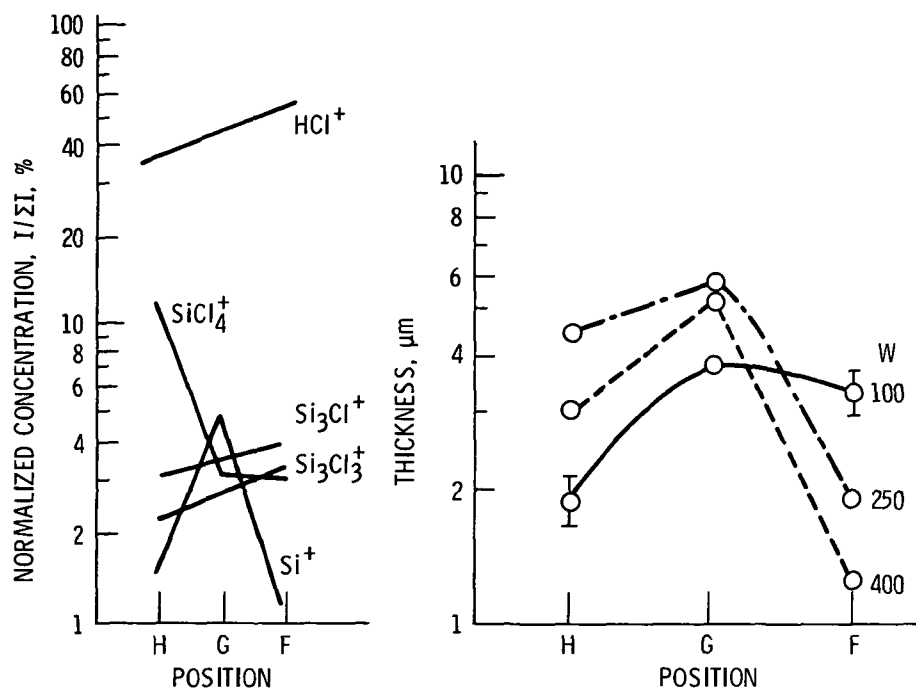 NORMALIZED CONCENTRATION, I/ΣI, %
100
80
60
40
20
10
8
6
4
2
1
HCl⁺
SiCl₄⁺
Si₃Cl⁺
Si₃Cl₃⁺
Si⁺
H G F
POSITION
THICKNESS, μm
10
8
6
4
2
1
W
100
250
400
H G F
POSITION